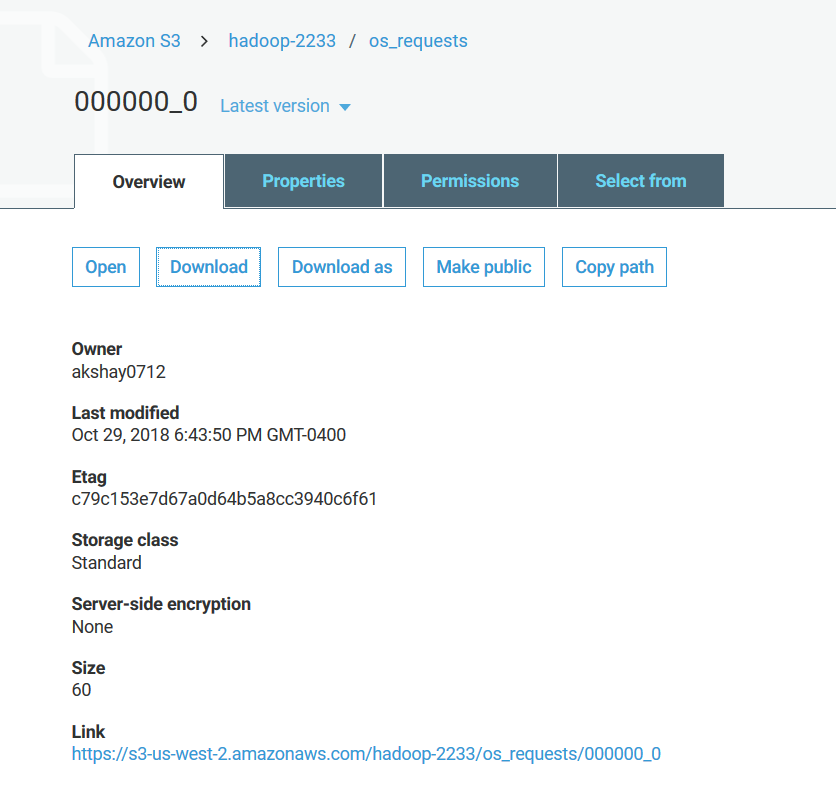 Amazon S3 > hadoop-2233 / os_requests
000000_0 Latest version
Overview Properties Permissions Select from
Open Download Download as Make public Copy path
Owner
akshay0712
Last modified
Oct 29, 2018 6:43:50 PM GMT-0400
Etag
c79c153e7d67a0d64b5a8cc3940c6f61
Storage class
Standard
Server-side encryption
None
Size
60
Link
https://s3-us-west-2.amazonaws.com/hadoop-2233/os_requests/000000_0